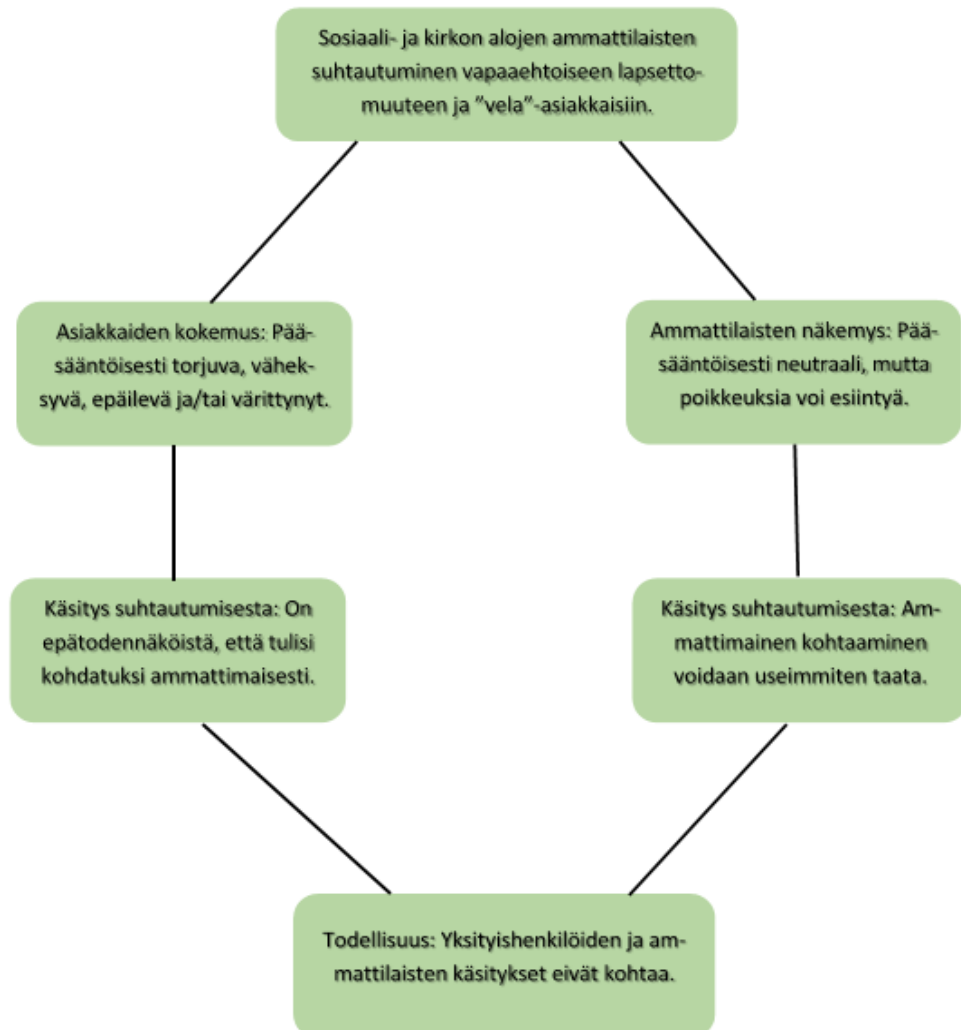 Sosiaali- ja kirkon alojen ammattilaisten
suhtautuminen vapaaehtoiseen lapsetto-
muuteen ja ”vela”-asiakkaisiin.
Asiakkaiden kokemus: Pää-
sääntöisesti torjuva, vähek-
syvä, epäilevä ja/tai värittynyt.
Ammattilaisten näkemys: Pää-
sääntöisesti neutraali, mutta
poikkeuksia voi esiintyä.
Käsitys suhtautumisesta: On
epätodennäköistä, että tulisi
kohdatuksi ammattimaisesti.
Käsitys suhtautumisesta: Am-
mattimainen kohtaaminen
voidaan useimmiten taata.
Todellisuus: Yksityishenkilöiden ja am-
mattilaisten käsitykset eivät kohtaa.